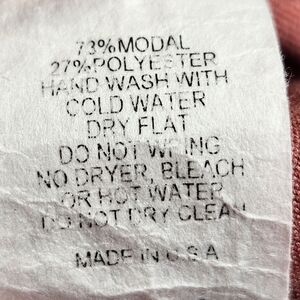 73% MODAL
27% POLYESTER
HAND WASH WITH
COLD WATER
DRY FLAT
DO NOT WRING
NO DRYER, BLEACH
OR HOT WATER
DO NOT DRY CLEAN
MADE IN U.S.A